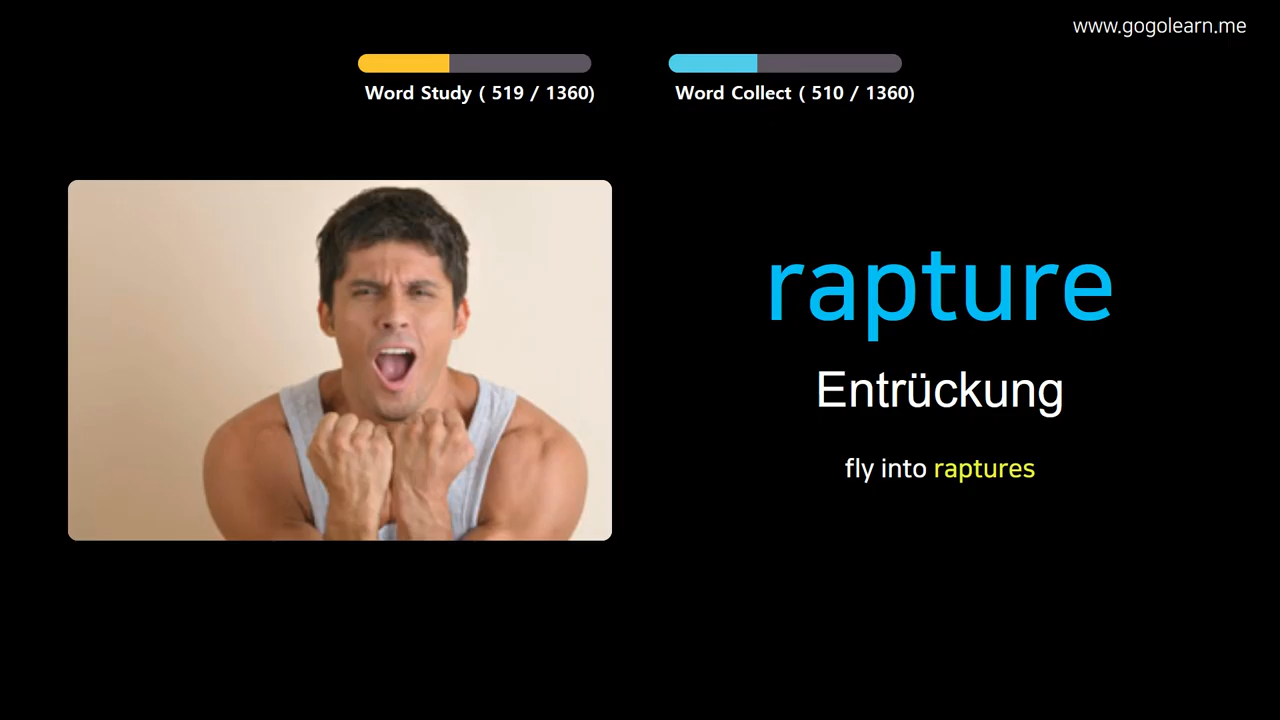 www.gogolearn.me
Word Study ( 519 / 1360)
Word Collect ( 510 / 1360)
rapture
Entrückung
fly into raptures